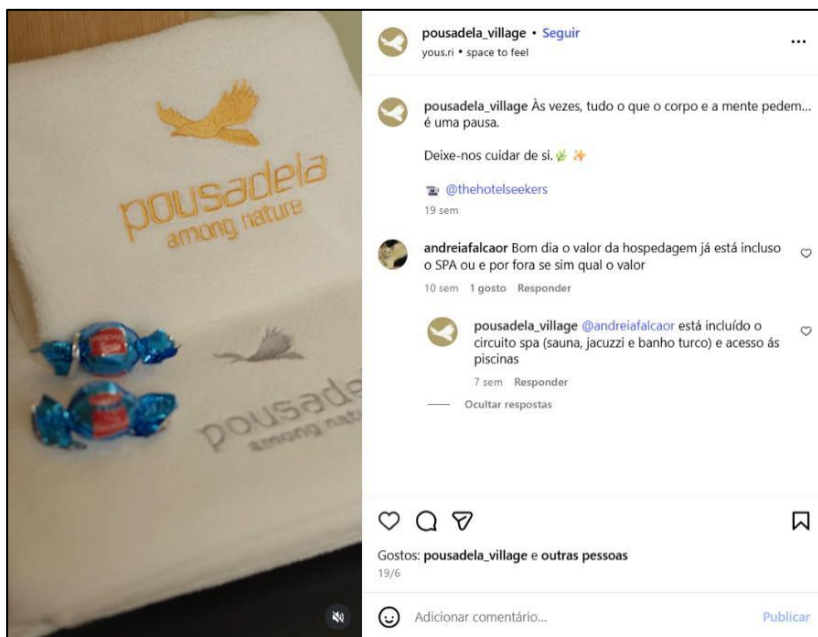 pousadela
among nature
pousade
among natu
pousadela_village • Seguir
yous.ri • space to feel
pousadela_village Às vezes, tudo o que o corpo e a mente pedem...
é uma pausa.
Deixe-nos cuidar de si.🌿 ✨
📹 @thehotelseekers
19 sem
andreiafalcaor Bom dia o valor da hospedagem já está incluso
o SPA ou e por fora se sim qual o valor
10 sem 1 gosto Responder
pousadela_village @andreiafalcaor está incluído o
circuito spa (sauna, jacuzzi e banho turco) e acesso ás
piscinas
7 sem Responder
Ocultar respostas
Gostos: pousadela_village e outras pessoas
19/6
Adicionar comentário...
Publicar